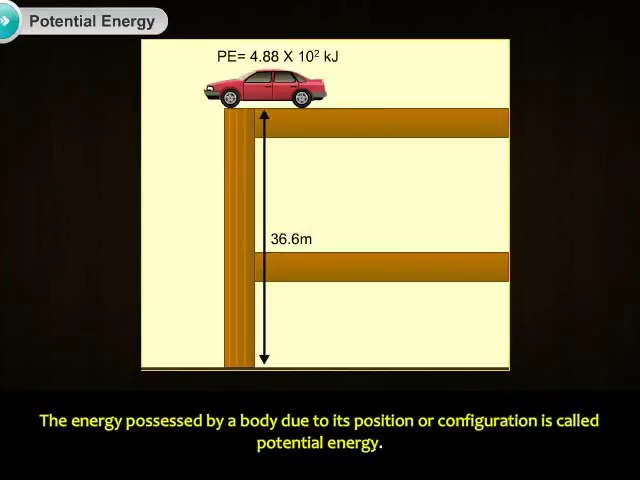 Potential Energy
PE= 4.88 X 10² kJ
36.6m
The energy possessed by a body due to its position or configuration is called
potential energy.